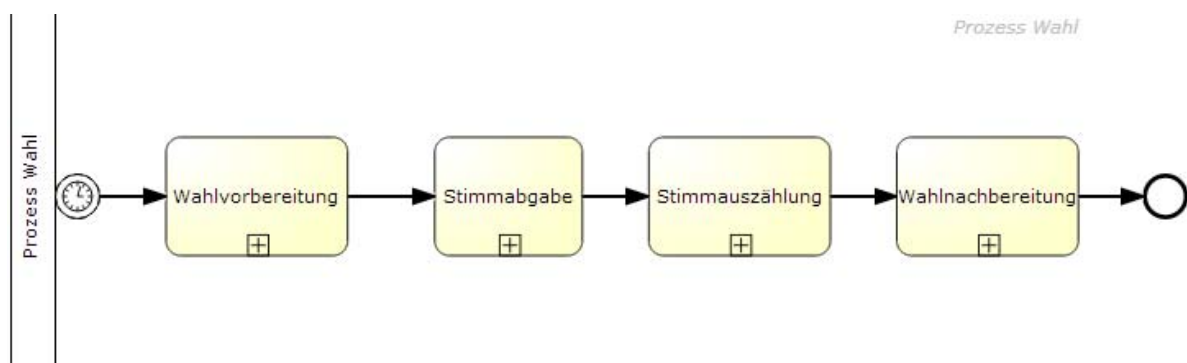 Prozess Wahl
Prozess Wahl
Wahlvorbereitung
Stimmabgabe
Stimmauszählung
Wahlnachbereitung